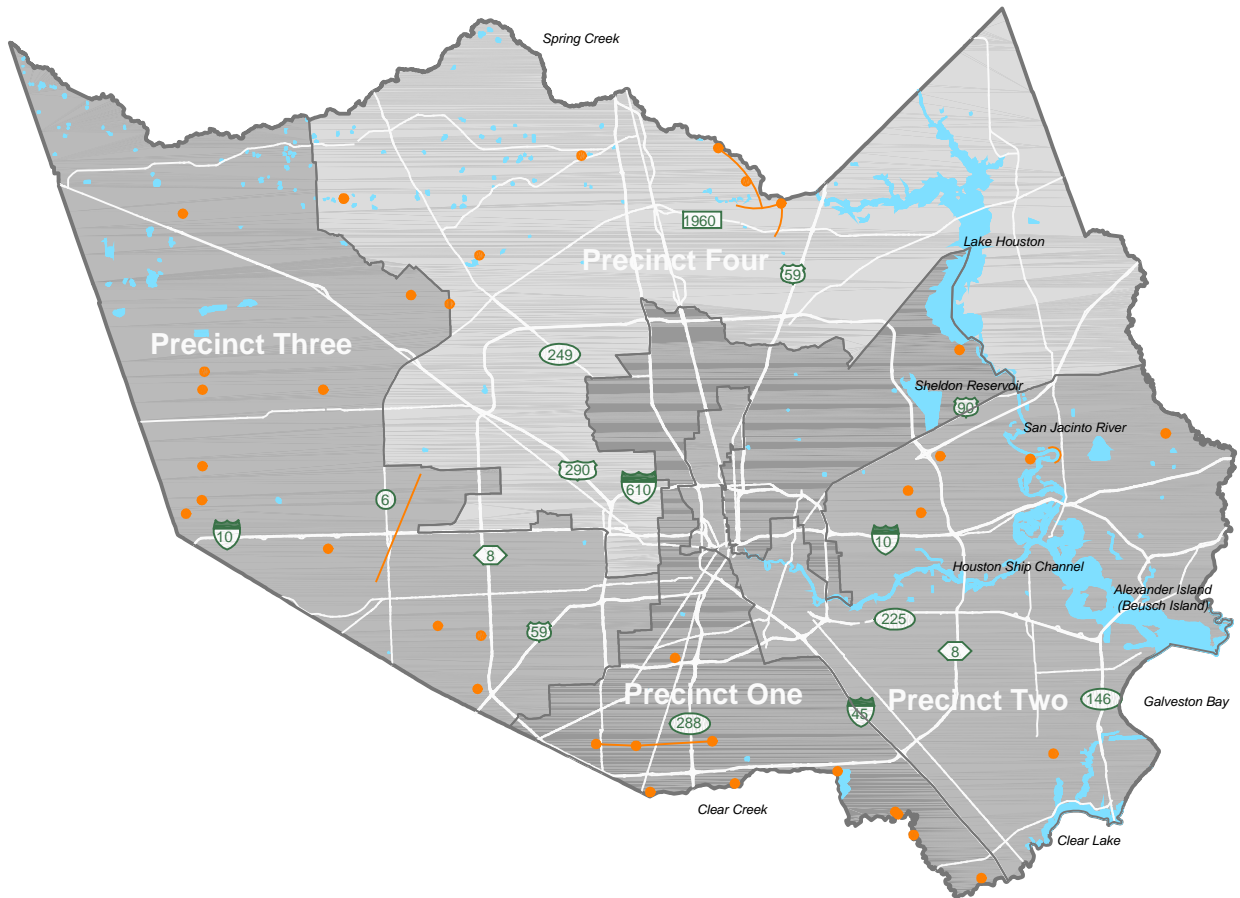 Spring Creek
1960
Lake Houston
Precinct Four
59
Precinct Three
249
Sheldon Reservoir
90
San Jacinto River
290
610
6
10
8
10
Houston Ship Channel
Alexander Island
(Beusch Island)
225
59
8
Precinct One
Precinct Two
146
Galveston Bay
45
288
Clear Creek
Clear Lake